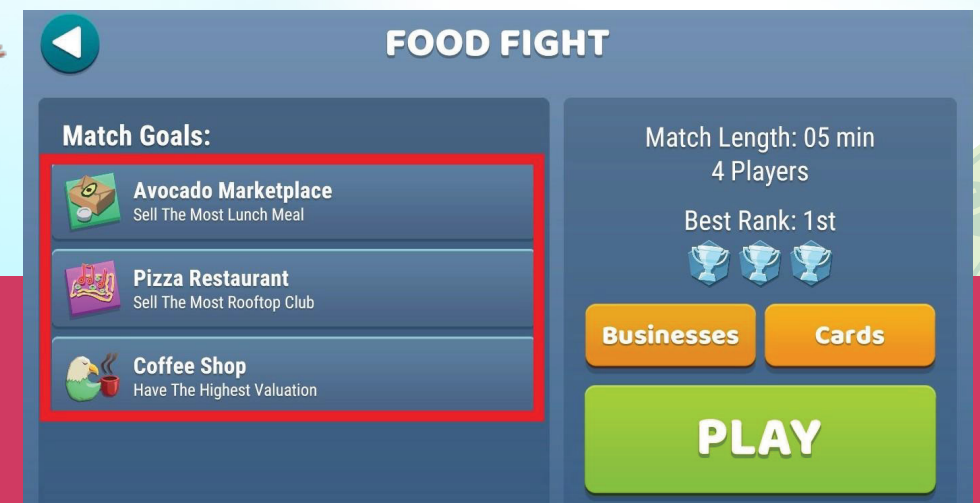 FOOD FIGHT
Match Goals:
Avocado Marketplace
Sell The Most Lunch Meal
Pizza Restaurant
Sell The Most Rooftop Club
Coffee Shop
Have The Highest Valuation
Match Length: 05 min
4 Players
Best Rank: 1st
Businesses
Cards
PLAY